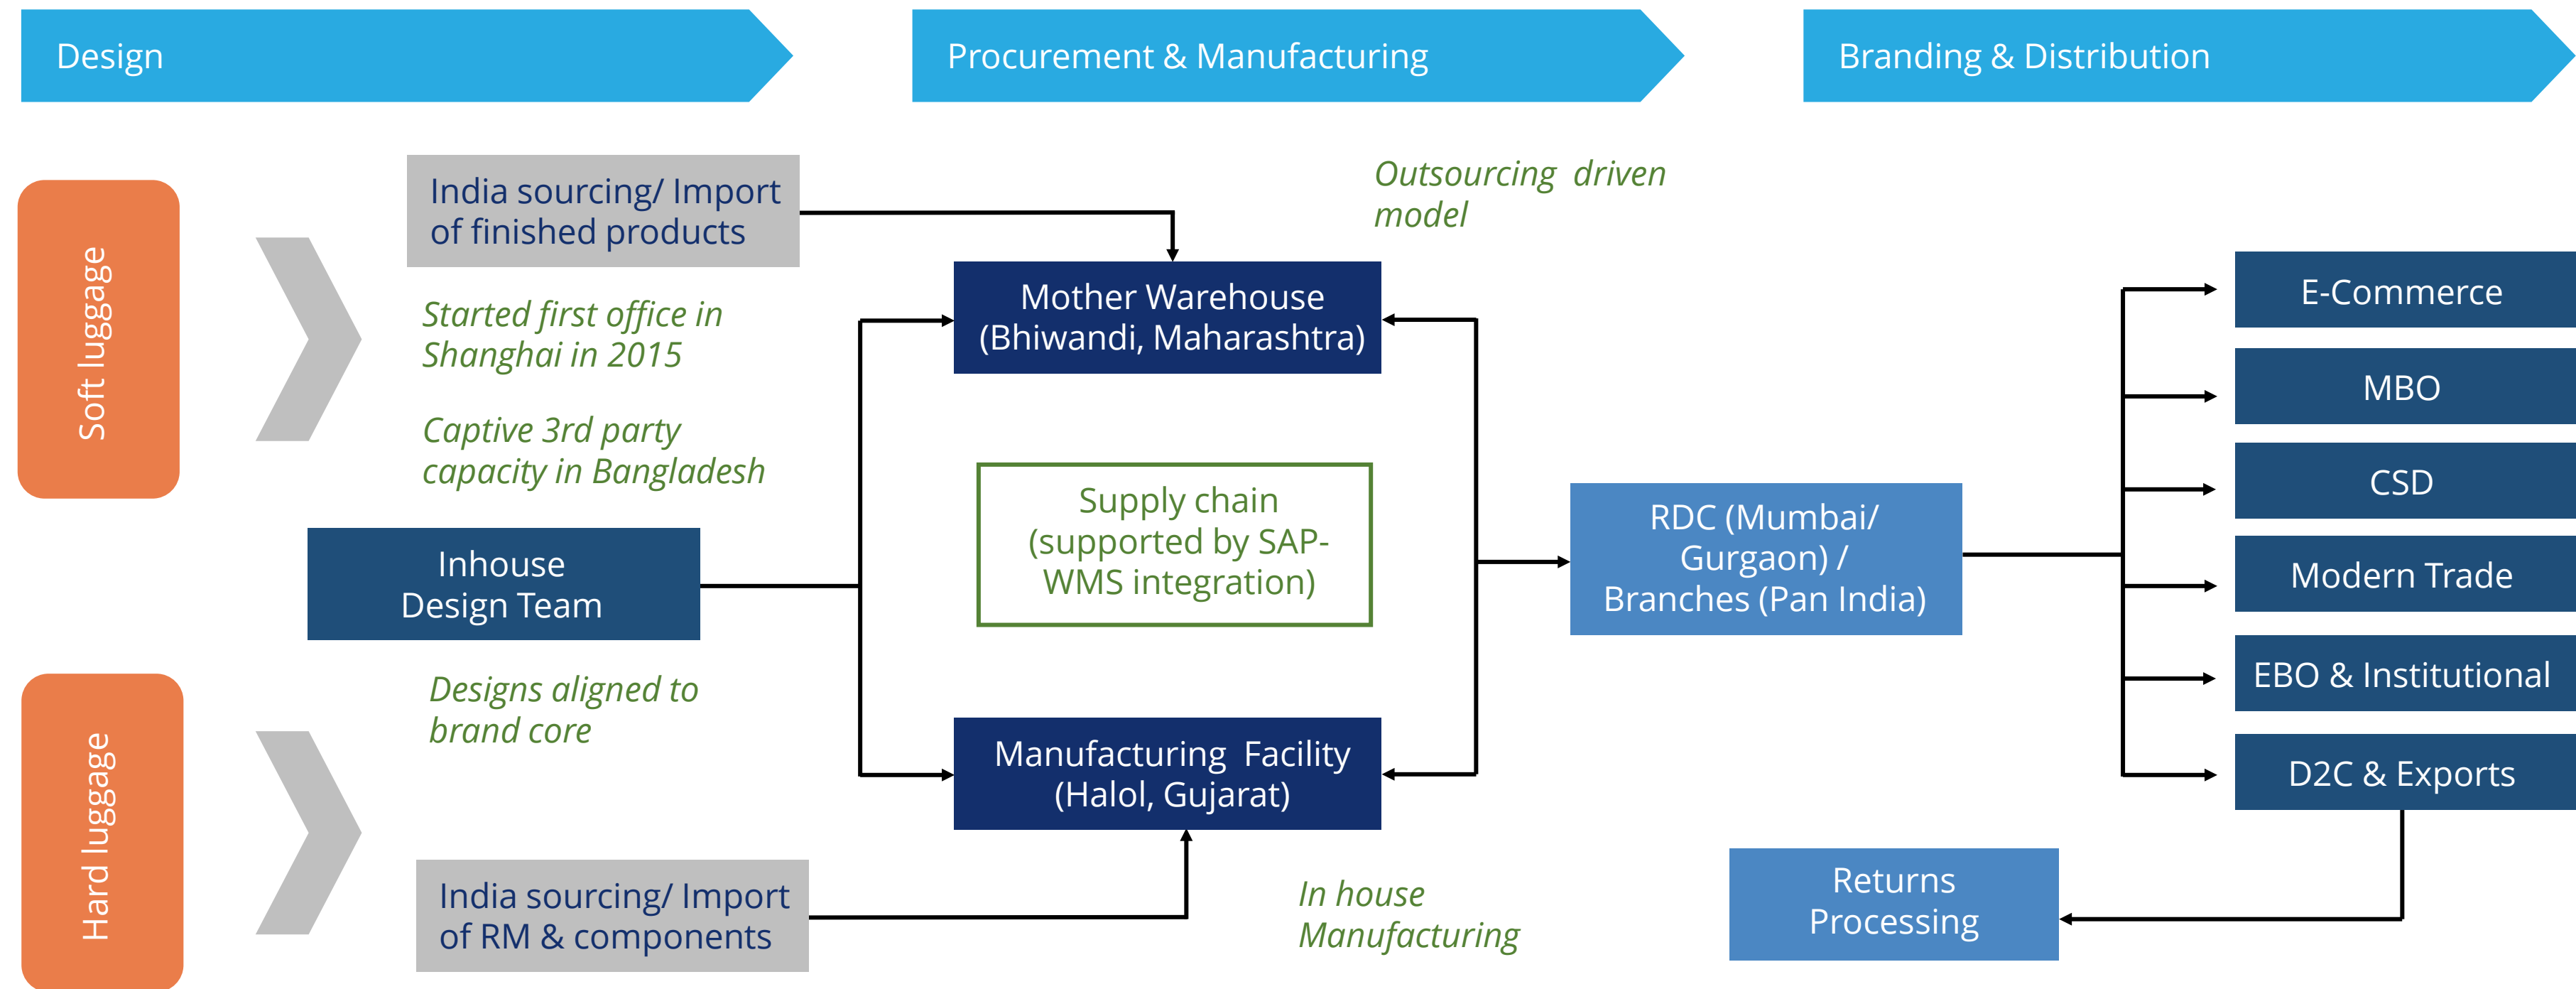 Design
Procurement & Manufacturing
Branding & Distribution
Soft luggage
India sourcing/ Import
of finished products
Started first office in
Shanghai in 2015
Captive 3rd party
capacity in Bangladesh
Inhouse
Design Team
Designs aligned to
brand core
Hard luggage
India sourcing/ Import
of RM & components
Outsourcing driven
model
Mother Warehouse
(Bhiwandi, Maharashtra)
Supply chain
(supported by SAP-
WMS integration)
Manufacturing Facility
(Halol, Gujarat)
In house
Manufacturing
RDC (Mumbai/
Gurgaon) /
Branches (Pan India)
E-Commerce
MBO
CSD
Modern Trade
EBO & Institutional
D2C & Exports
Returns
Processing